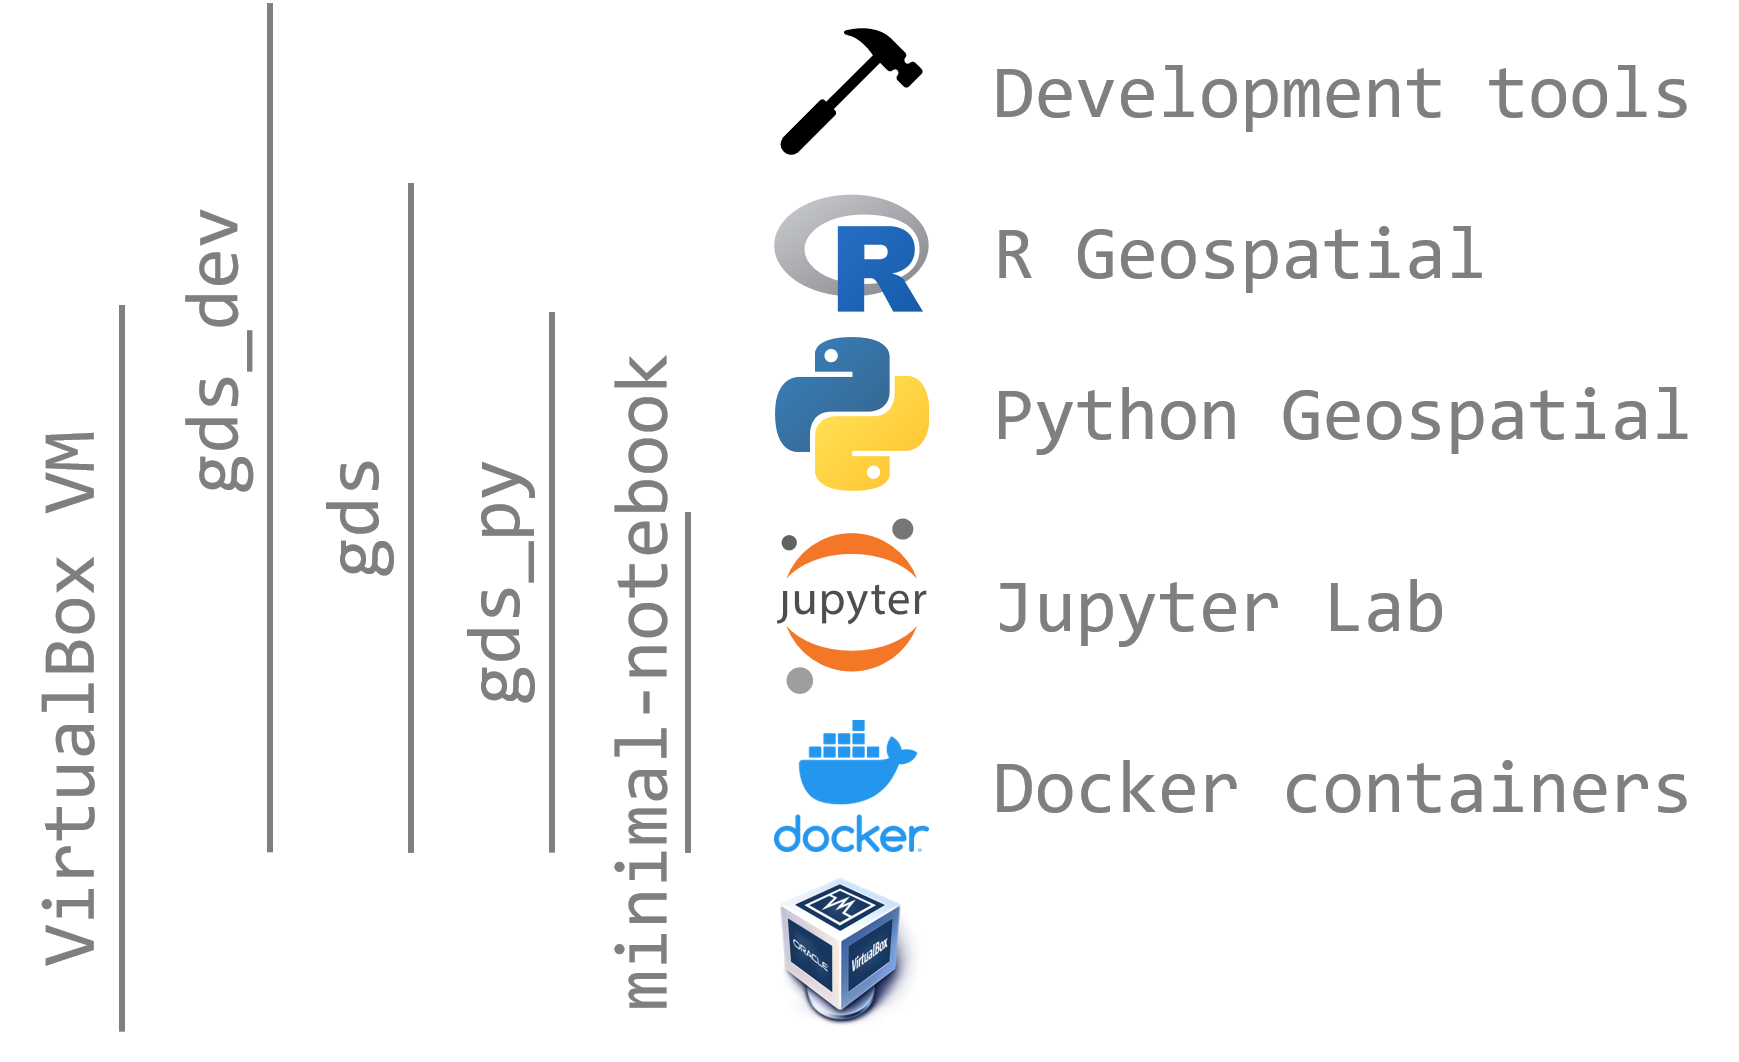 VirtualBox VM
gds_dev
gds
gds_py
minimal-notebook
Development tools
R
R Geospatial
Python Geospatial
jupyter
Jupyter Lab
docker
Docker containers
ORACLE
VirtualBox